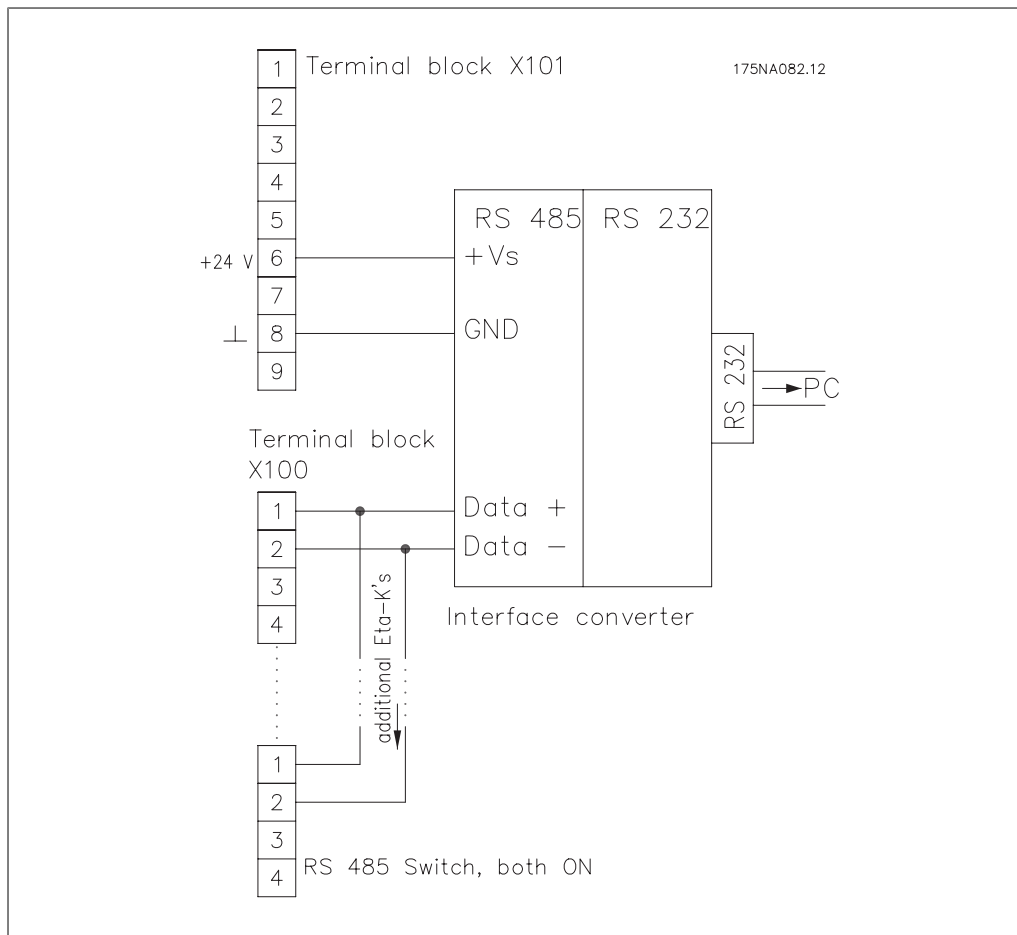 1
Terminal block X101
175NA082.12
2
3
4
5
RS 485
RS 232
+24 V
6
+Vs
7
⊥
8
GND
9
RS 232
PC
Terminal block
X100
1
Data +
2
Data -
3
4
Interface converter
additional Eta-K's
1
2
3
4
RS 485 Switch, both ON